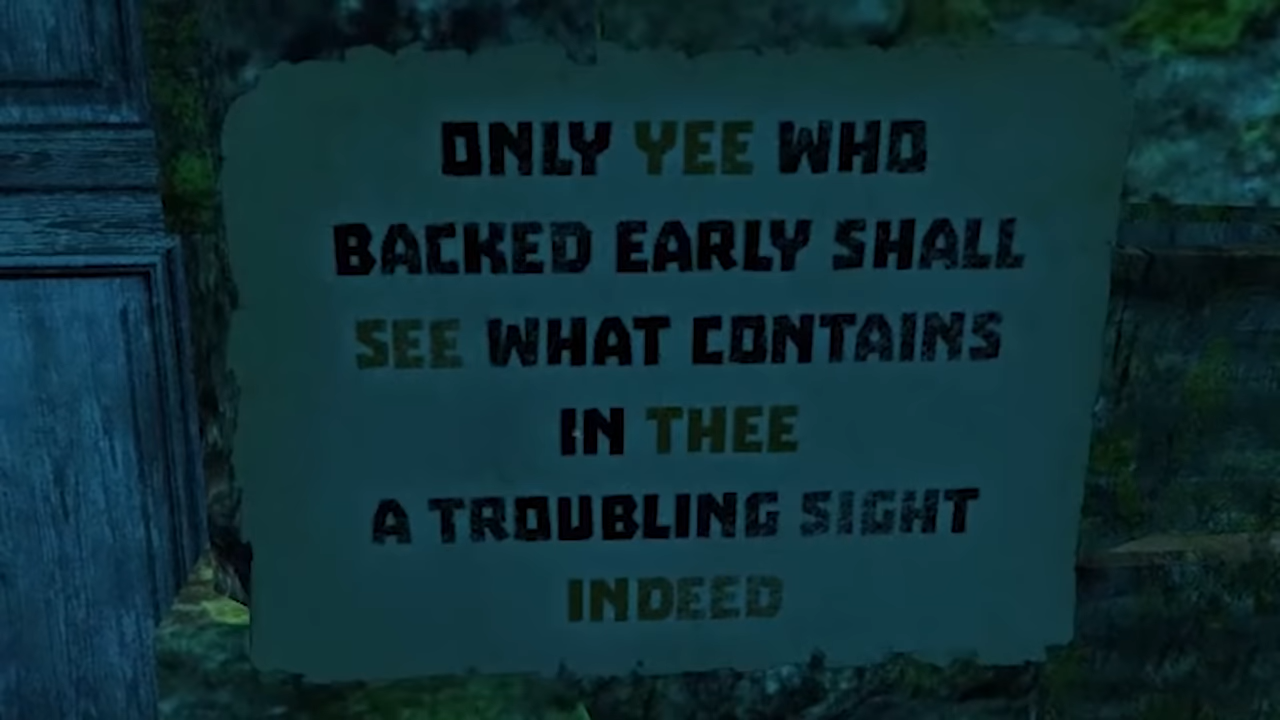 ONLY YEE WHO
BACKED EARLY SHALL
SEE WHAT CONTAINS
IN THEE
A TROUBLING SIGHT
INDEED